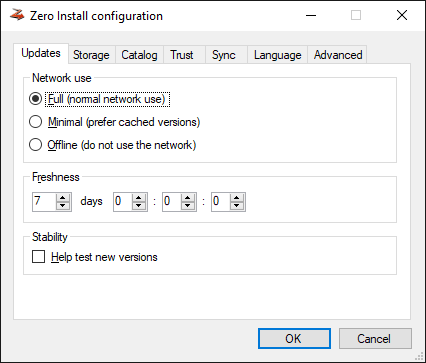 Zero Install configuration
Updates Storage Catalog Trust Sync Language Advanced
Network use
Full (normal network use)
Minimal (prefer cached versions)
Offline (do not use the network)
Freshness
7 days 0 : 0 : 0
Stability
Help test new versions
OK Cancel